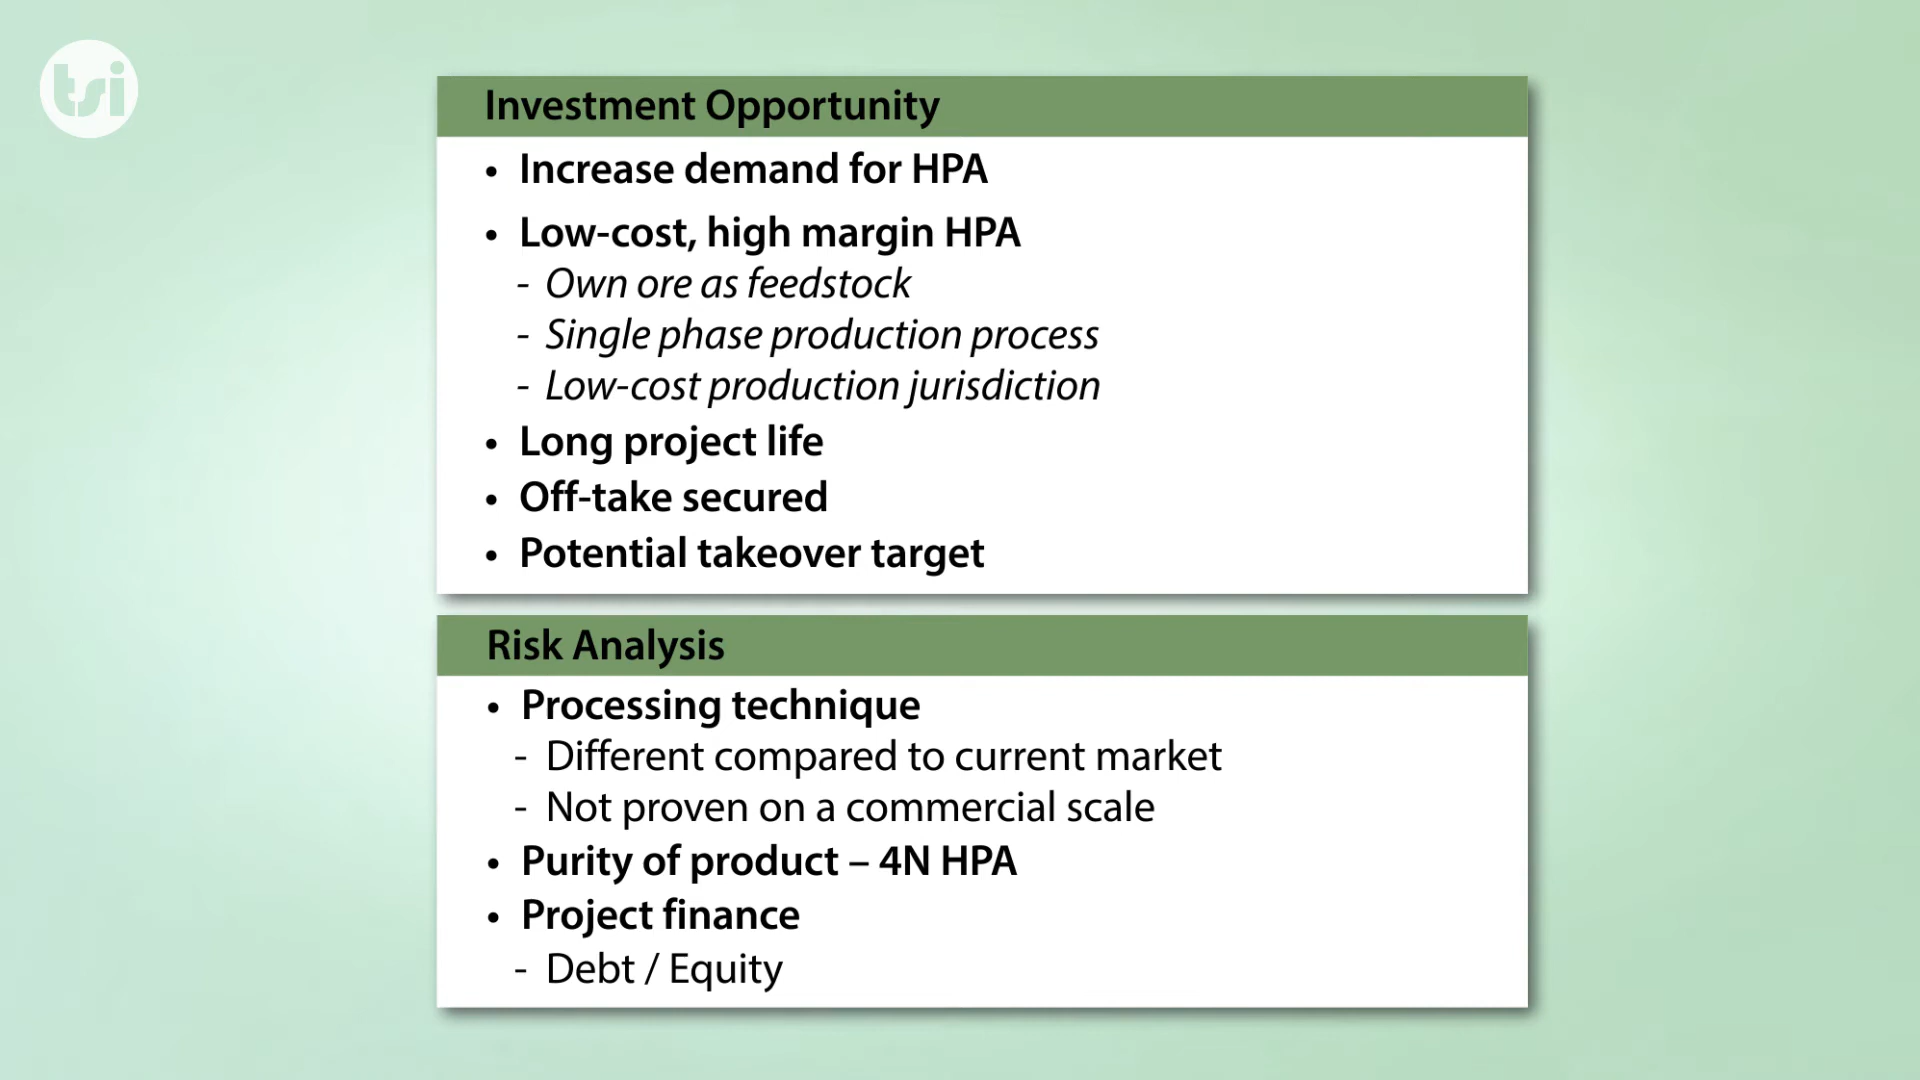 tsi
Investment Opportunity
• Increase demand for HPA
• Low-cost, high margin HPA
- Own ore as feedstock
- Single phase production process
- Low-cost production jurisdiction
• Long project life
• Off-take secured
• Potential takeover target
Risk Analysis
• Processing technique
- Different compared to current market
- Not proven on a commercial scale
• Purity of product – 4N HPA
• Project finance
- Debt / Equity